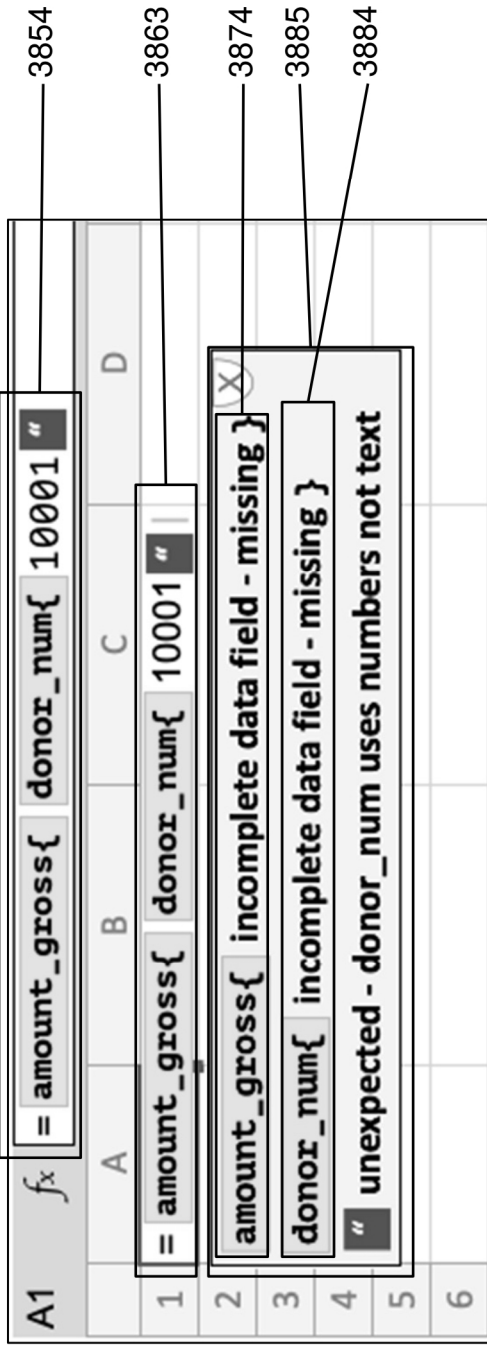 3854
3863
3874
3885
3884
A1 fx = amount_gross{ donor_num{ 10001 "
A B C D
1 = amount_gross{ donor_num{ 10001 "
2 amount_gross{ incomplete data field - missing } X
3 donor_num{ incomplete data field - missing }
4 " unexpected - donor_num uses numbers not text
5
6